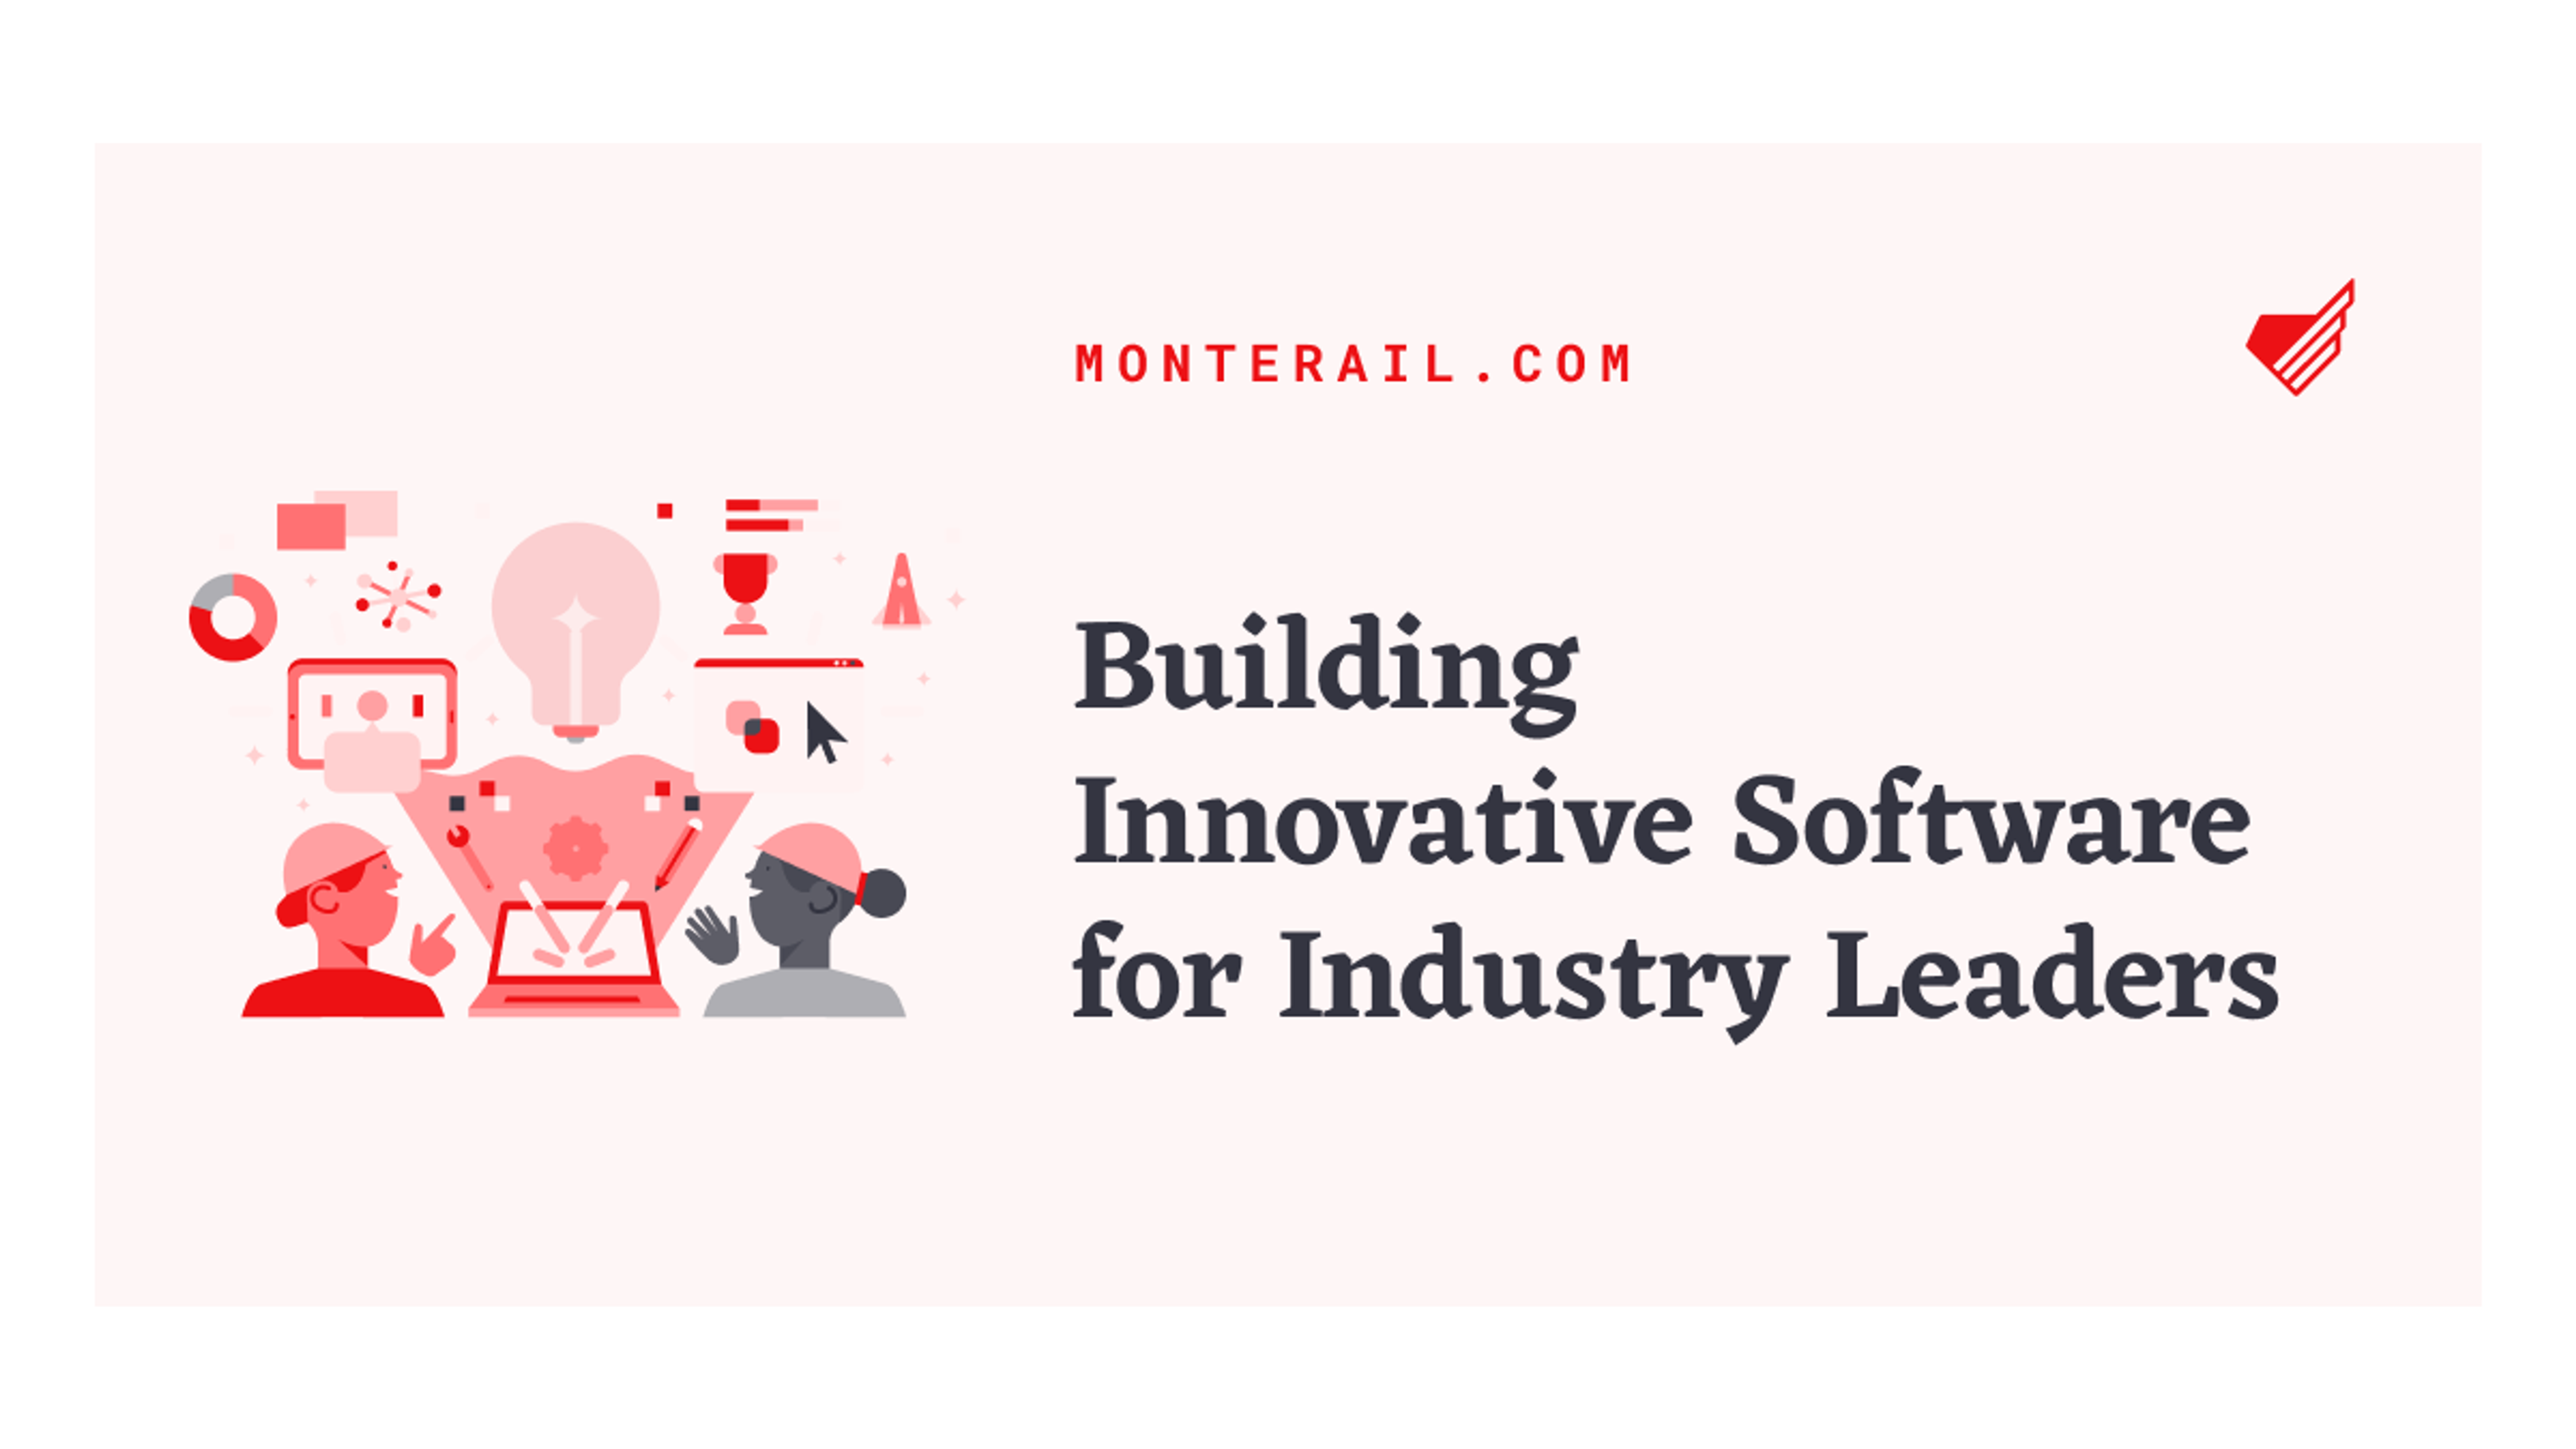 MONTERAIL.COM
Building
Innovative Software
for Industry Leaders